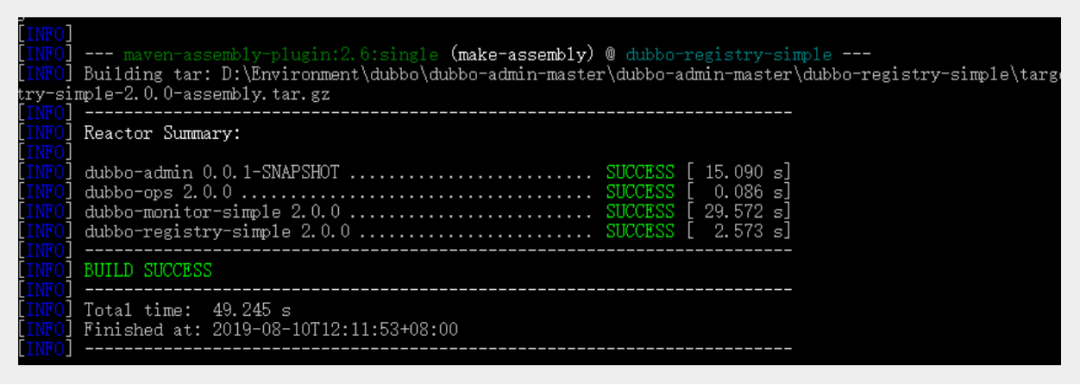 [INFO]
[INFO] --- maven-assembly-plugin:2.6:single (make-assembly) @ dubbo-registry-simple ---
[INFO] Building tar: D:\Environment\dubbo\dubbo-admin-master\dubbo-admin-master\dubbo-registry-simple\targe
try-simple-2.0.0-assembly.tar.gz
[INFO] ------------------------------------------------------------------------
[INFO] Reactor Summary:
[INFO]
[INFO] dubbo-admin 0.0.1-SNAPSHOT ......................... SUCCESS [ 15.090 s]
[INFO] dubbo-ops 2.0.0 .................................... SUCCESS [  0.086 s]
[INFO] dubbo-monitor-simple 2.0.0 ......................... SUCCESS [ 29.572 s]
[INFO] dubbo-registry-simple 2.0.0 ........................ SUCCESS [  2.573 s]
[INFO] ------------------------------------------------------------------------
[INFO] BUILD SUCCESS
[INFO] ------------------------------------------------------------------------
[INFO] Total time:  49.245 s
[INFO] Finished at: 2019-08-10T12:11:53+08:00
[INFO] ------------------------------------------------------------------------